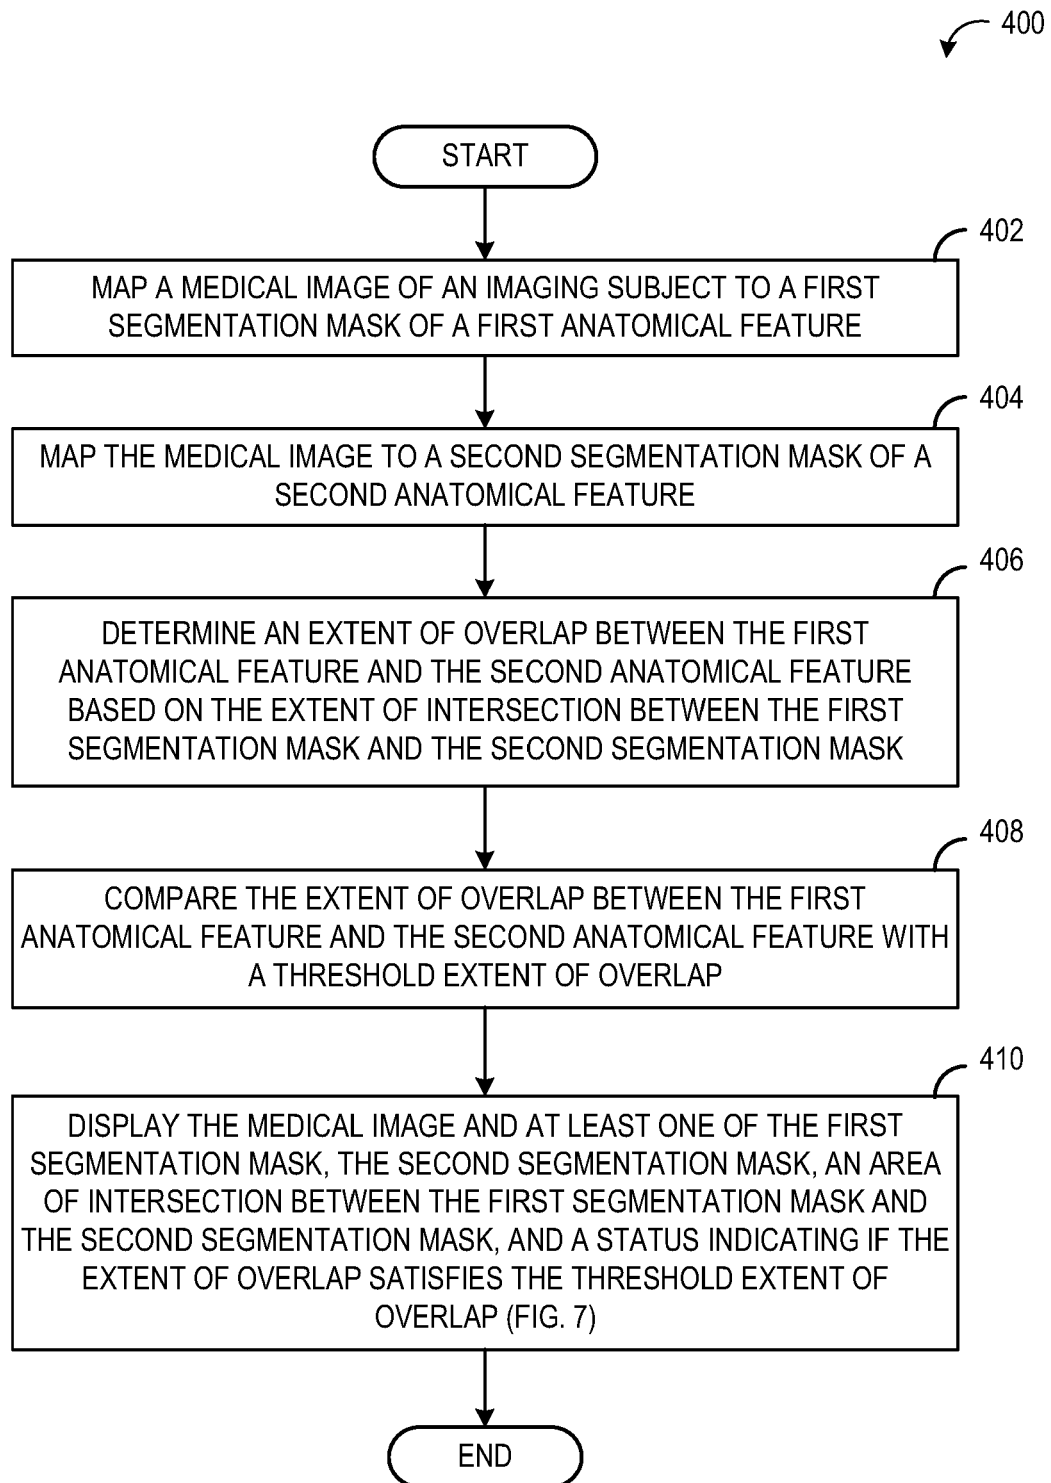 400
START
402
MAP A MEDICAL IMAGE OF AN IMAGING SUBJECT TO A FIRST
SEGMENTATION MASK OF A FIRST ANATOMICAL FEATURE
404
MAP THE MEDICAL IMAGE TO A SECOND SEGMENTATION MASK OF A
SECOND ANATOMICAL FEATURE
406
DETERMINE AN EXTENT OF OVERLAP BETWEEN THE FIRST
ANATOMICAL FEATURE AND THE SECOND ANATOMICAL FEATURE
BASED ON THE EXTENT OF INTERSECTION BETWEEN THE FIRST
SEGMENTATION MASK AND THE SECOND SEGMENTATION MASK
408
COMPARE THE EXTENT OF OVERLAP BETWEEN THE FIRST
ANATOMICAL FEATURE AND THE SECOND ANATOMICAL FEATURE WITH
A THRESHOLD EXTENT OF OVERLAP
410
DISPLAY THE MEDICAL IMAGE AND AT LEAST ONE OF THE FIRST
SEGMENTATION MASK, THE SECOND SEGMENTATION MASK, AN AREA
OF INTERSECTION BETWEEN THE FIRST SEGMENTATION MASK AND
THE SECOND SEGMENTATION MASK, AND A STATUS INDICATING IF THE
EXTENT OF OVERLAP SATISFIES THE THRESHOLD EXTENT OF
OVERLAP (FIG. 7)
END